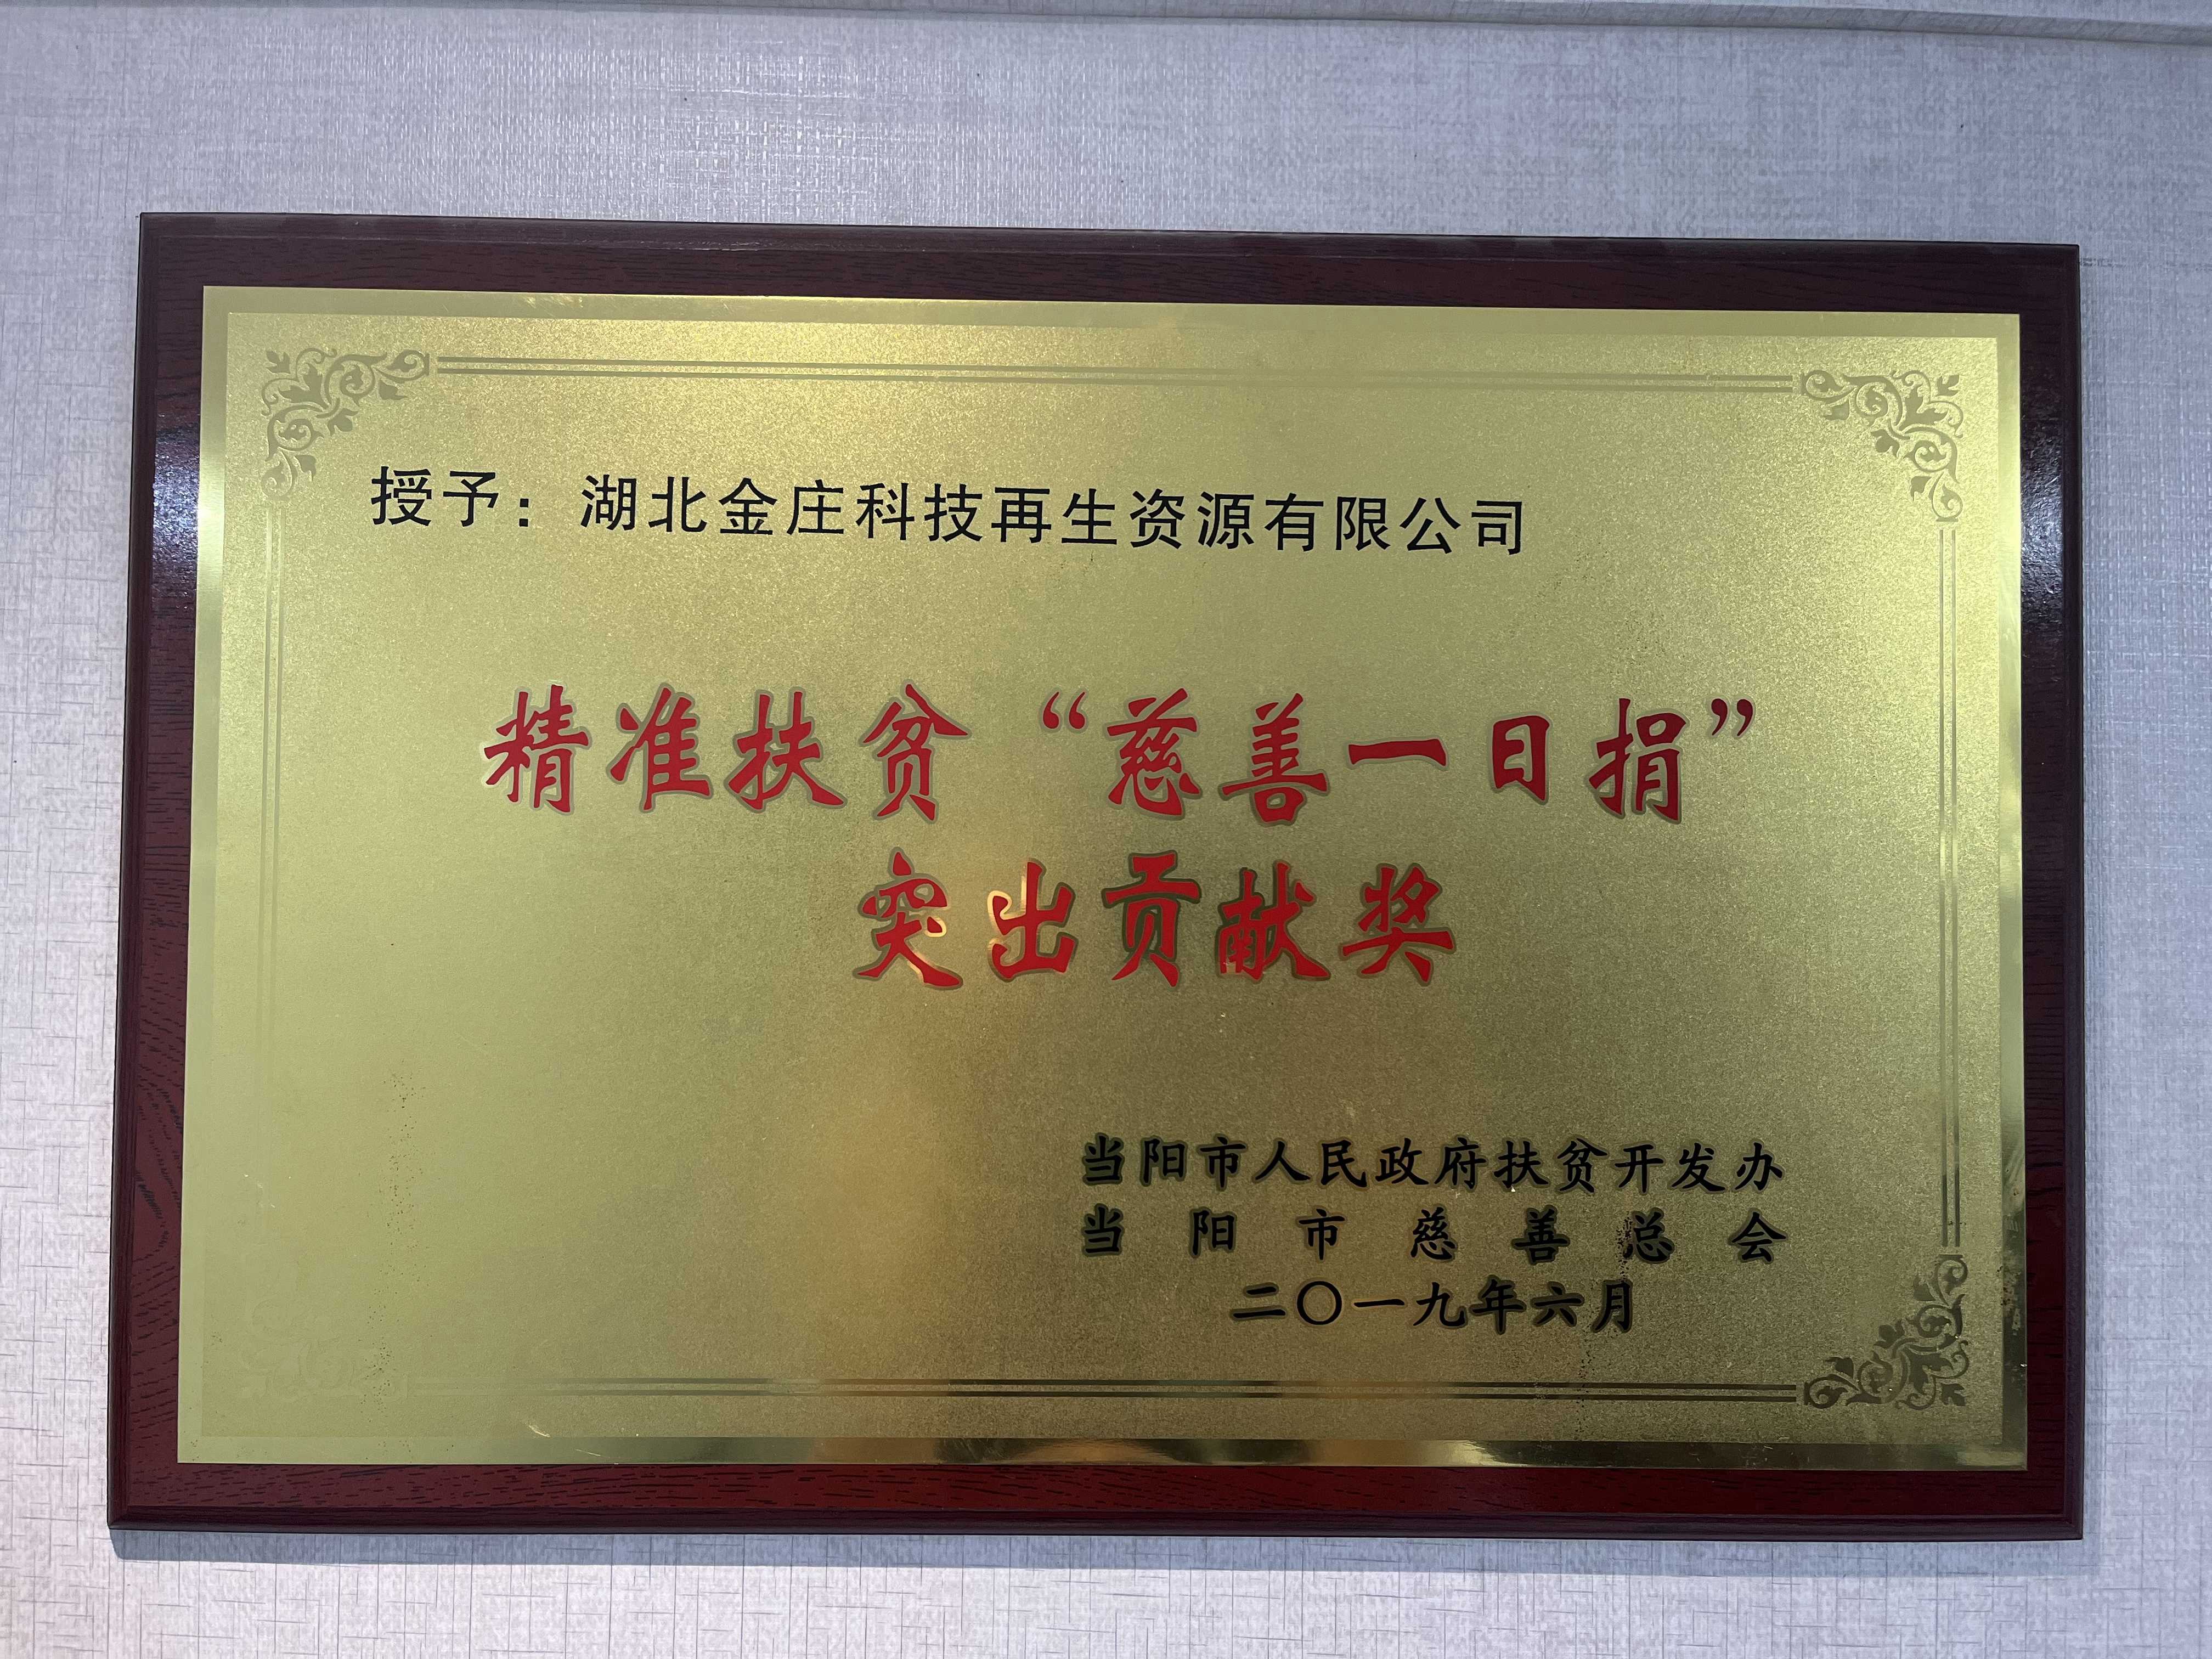 授予：湖北金庄科技再生资源有限公司
精准扶贫“慈善一日捐”
突出贡献奖
当阳市人民政府扶贫开发办
当阳市慈善总会
二〇一九年六月